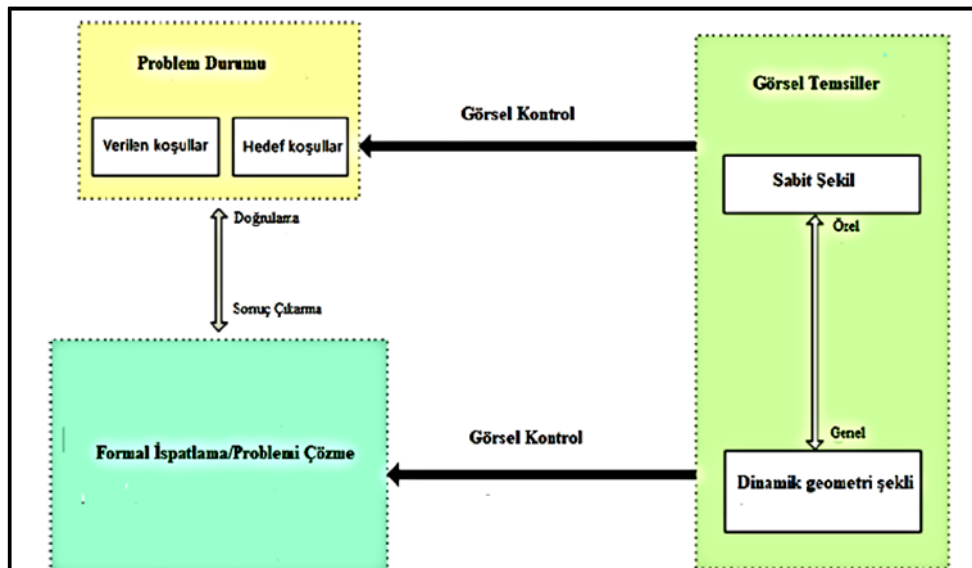 Problem Durumu
Verilen koşullar
Hedef koşullar
Görsel Kontrol
Görsel Temsiller
Sabit Şekil
Özel
Doğrulama
Sonuç Çıkarma
Formal İspatlama/Problemi Çözme
Görsel Kontrol
Genel
Dinamik geometri şekli